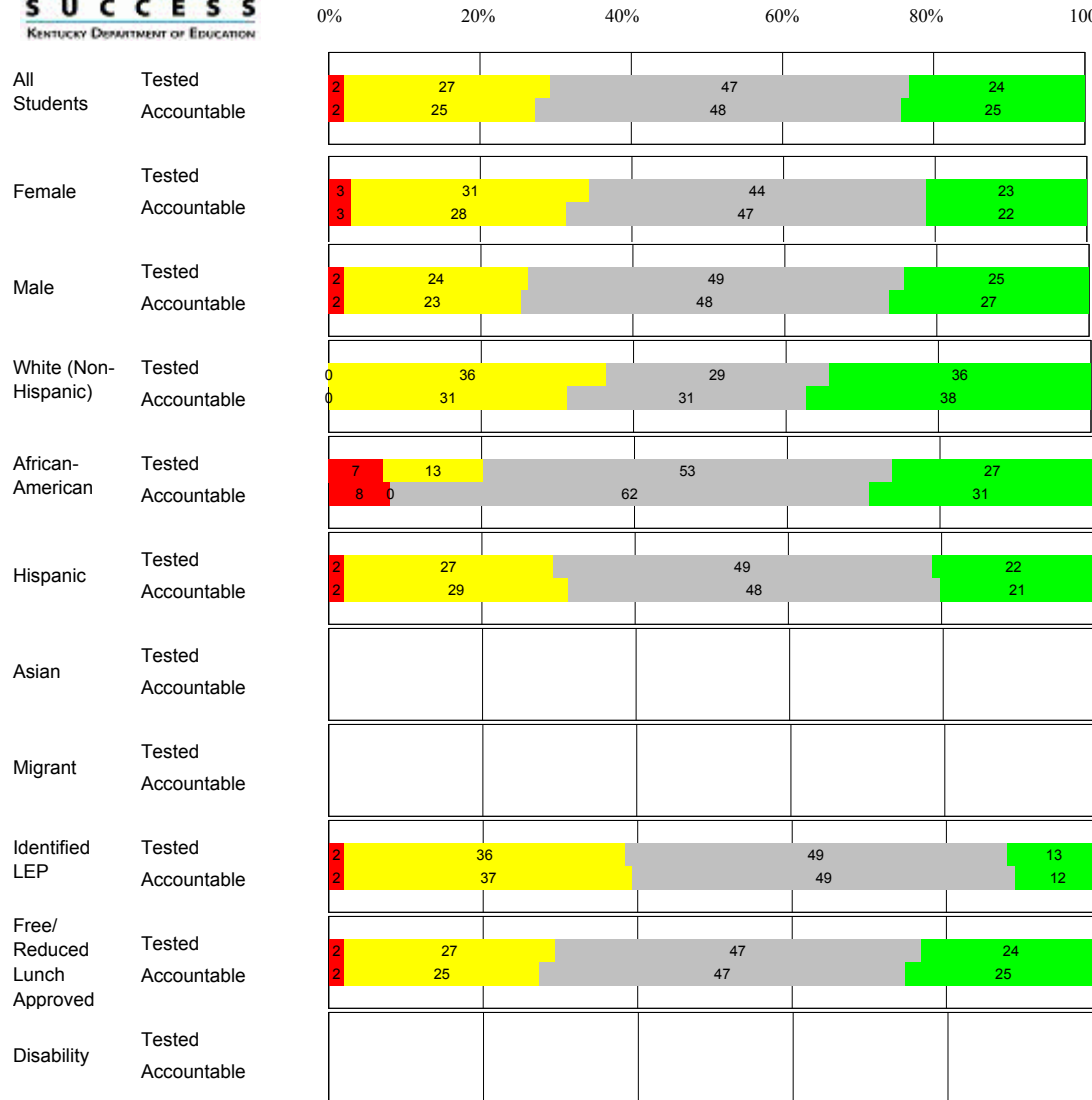 S U C C E S S
KENTUCKY DEPARTMENT OF EDUCATION
0% 20% 40% 60% 80% 100
All Students
Tested 2 27 47 24
Accountable 2 25 48 25
Female
Tested 3 31 44 23
Accountable 3 28 47 22
Male
Tested 2 24 49 25
Accountable 2 23 48 27
White (Non-
Hispanic)
Tested 0 36 29 36
Accountable 0 31 31 38
African-
American
Tested 7 13 53 27
Accountable 8 0 62 31
Hispanic
Tested 2 27 49 22
Accountable 2 29 48 21
Asian
Tested
Accountable
Migrant
Tested
Accountable
Identified
LEP
Tested 2 36 49 13
Accountable 2 37 49 12
Free/
Reduced
Lunch
Approved
Tested 2 27 47 24
Accountable 2 25 47 25
Disability
Tested
Accountable